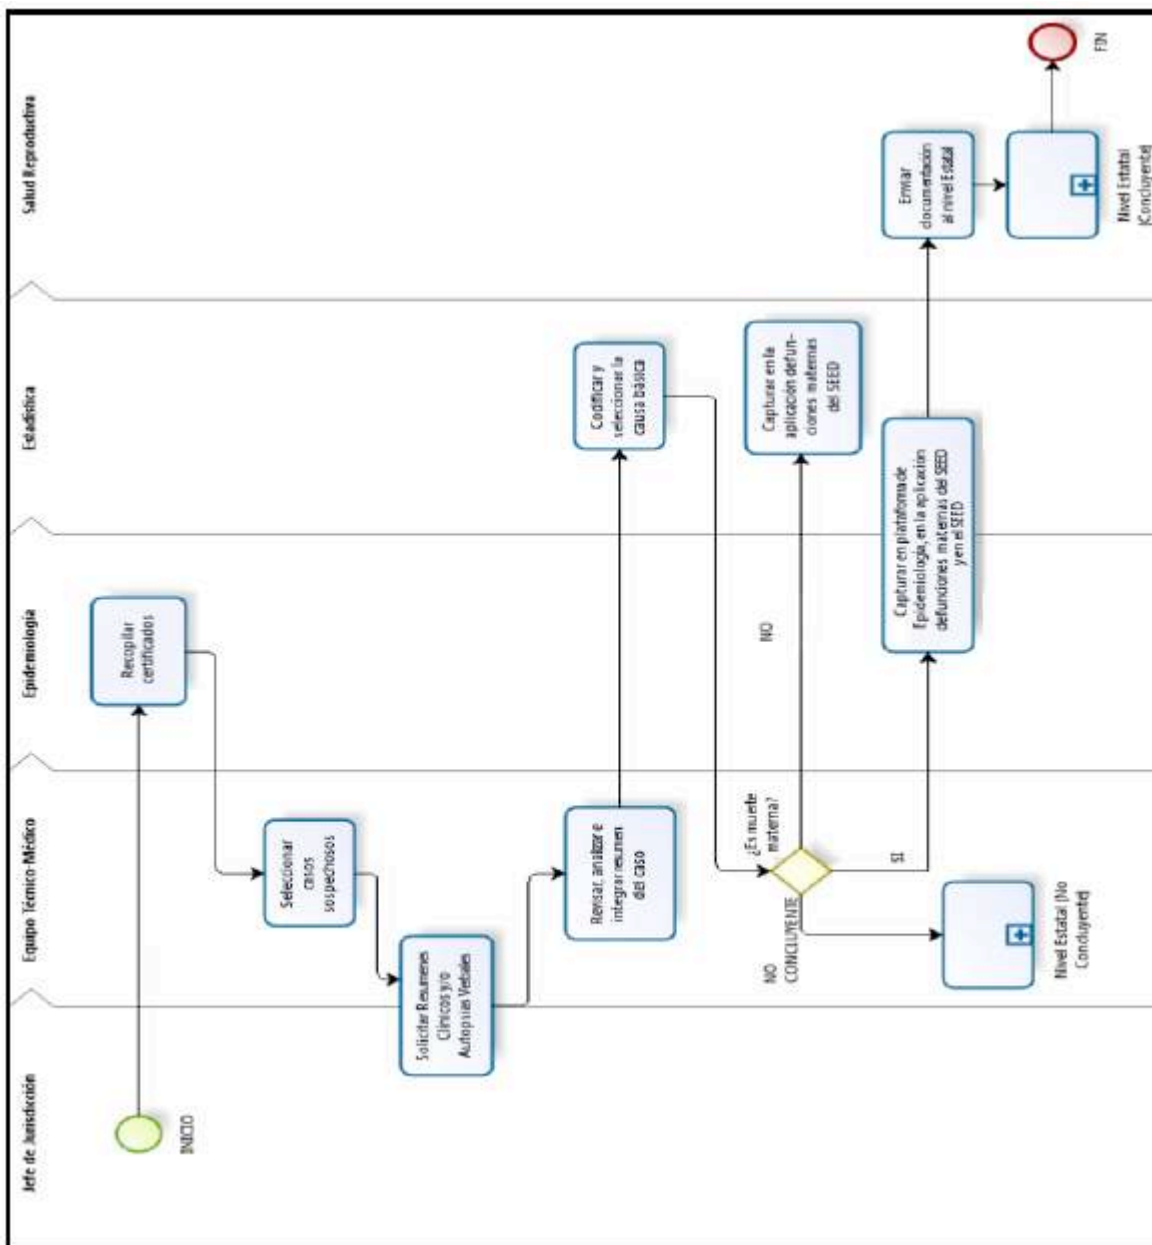 Jefe de Jurisdicción
Equipo Técnico-Médico
Epidemiología
Estadística
Salud Reproductiva
INICIO
Recopilar
certificados
Seleccionar
casos
sospechosos
Solicitar Resumenes
Clínicos y/o
Autopsias Verbales
Revisar, analizar e
integrar resumen
del caso
Codificar y
seleccionar la
causa básica
¿Es muerte
materna?
NO
CONCLUYENTE
NO
SI
Capturar en la
aplicación defun-
ciones maternas
del SEED
Capturar en plataforma de
Epidemiología, en la aplicación
defunciones maternas del SEED
y en el SEED
Nivel Estatal (No
Concluyente)
Enviar
documentación
al nivel Estatal
Nivel Estatal
(Concluyente)
FIN